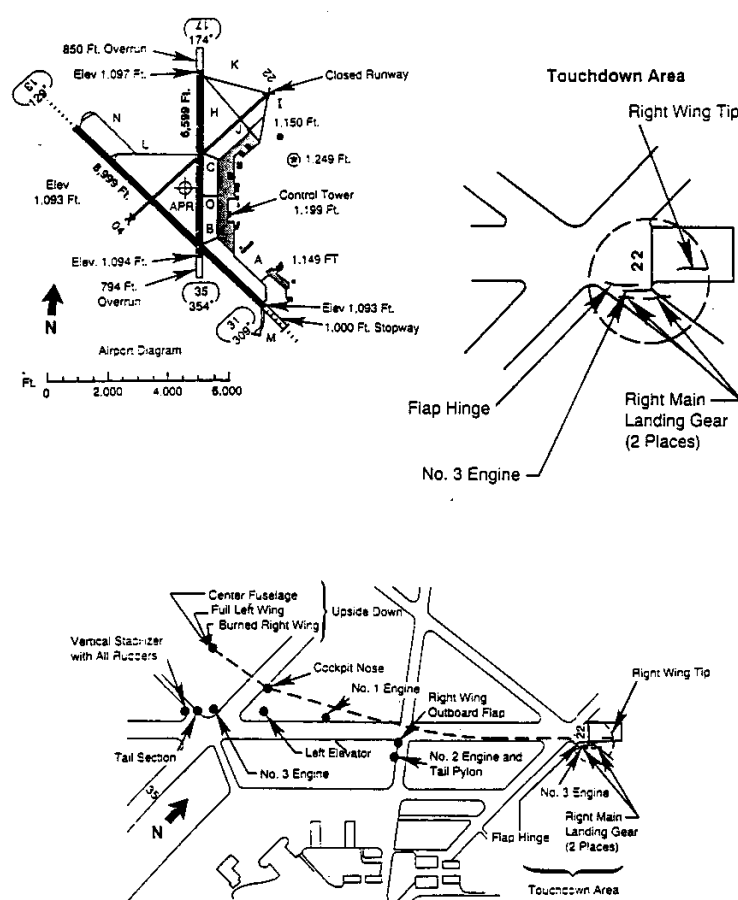 17
174°
850 Ft. Overrun
K
Elev 1,097 Ft.
22
Closed Runway
I
13
129°
N
H
6,599 Ft.
J
1.150 Ft.
L
1.249 Ft.
C
8,999 Ft.
Elev
1,093 Ft.
APR
O
Control Tower
1.199 Ft.
04
B
Elev. 1,094 Ft.
A
1,149 FT
794 Ft.
Overrun
35
354°
Elev 1,093 Ft.
1.000 Ft. Stopway
31
309°
M
N
Airport Diagram
Ft.
0
2.000
4.000
6.000
Touchdown Area
Right Wing Tip
22
Flap Hinge
Right Main
Landing Gear
(2 Places)
No. 3 Engine
Center Fuselage
Full Left Wing
Burned Right Wing
Upside Down
Vertical Stabilizer
with All Rudders
Cockpit Nose
No. 1 Engine
Right Wing
Outboard Flap
Right Wing Tip
22
Tail Section
Left Elevator
No. 3 Engine
No. 2 Engine and
Tail Pylon
35
N
No. 3 Engine
Flap Hinge
Right Main
Landing Gear
(2 Places)
Touchdown Area